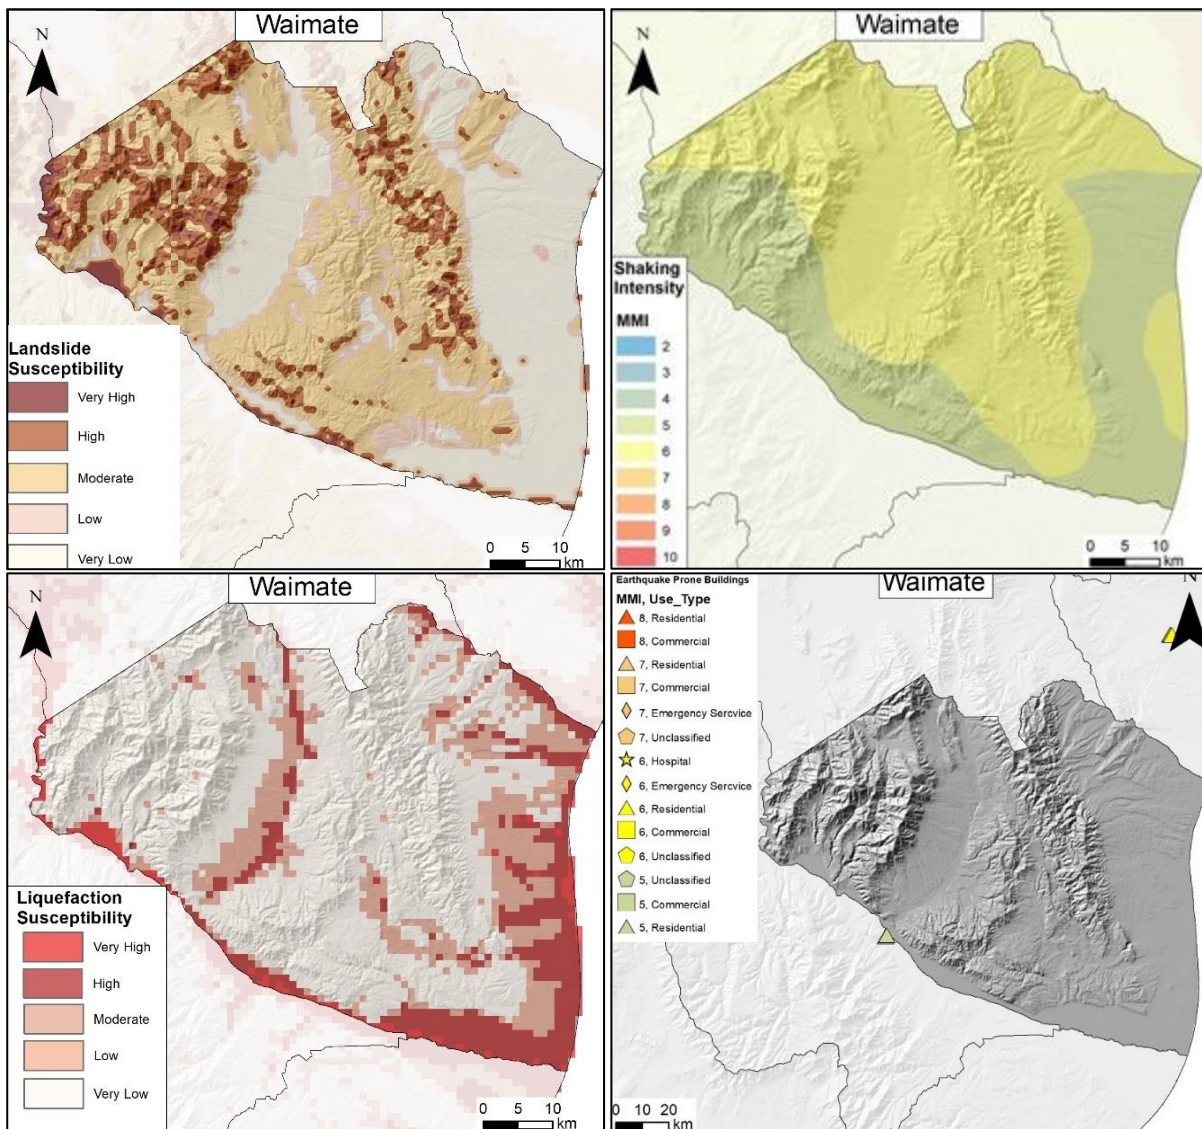 Waimate
N
Landslide
Susceptibility
Very High
High
Moderate
Low
Very Low
0 5 10
km
Waimate
N
Shaking
Intensity
MMI
2
3
4
5
6
7
8
9
10
0 5 10
km
Waimate
N
Liquefaction
Susceptibility
Very High
High
Moderate
Low
Very Low
0 5 10
km
Waimate
N
Earthquake Prone Buildings
MMI, Use_Type
8, Residential
8, Commercial
7, Residential
7, Commercial
7, Emergency Sercvice
7, Unclassified
6, Hospital
6, Emergency Service
6, Residential
6, Commercial
6, Unclassified
5, Unclassified
5, Commercial
5, Residential
0 10 20
km